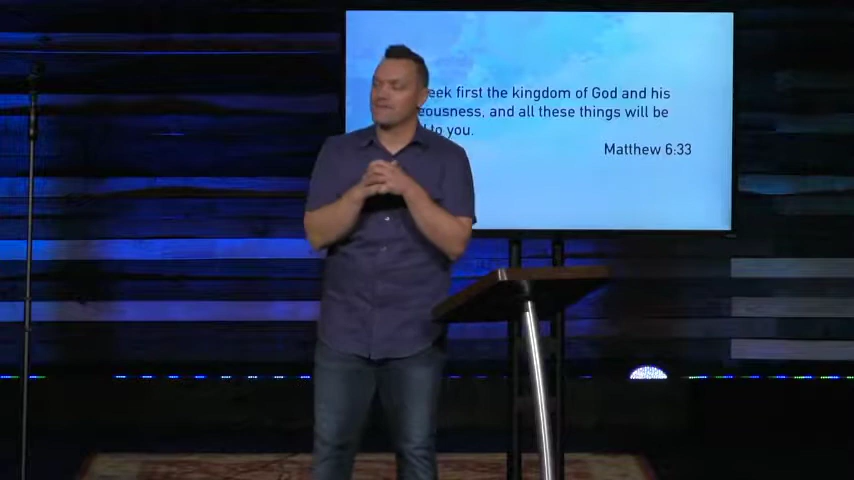 eek first the kingdom of God and his
eousness, and all these things will be
to you.
Matthew 6:33